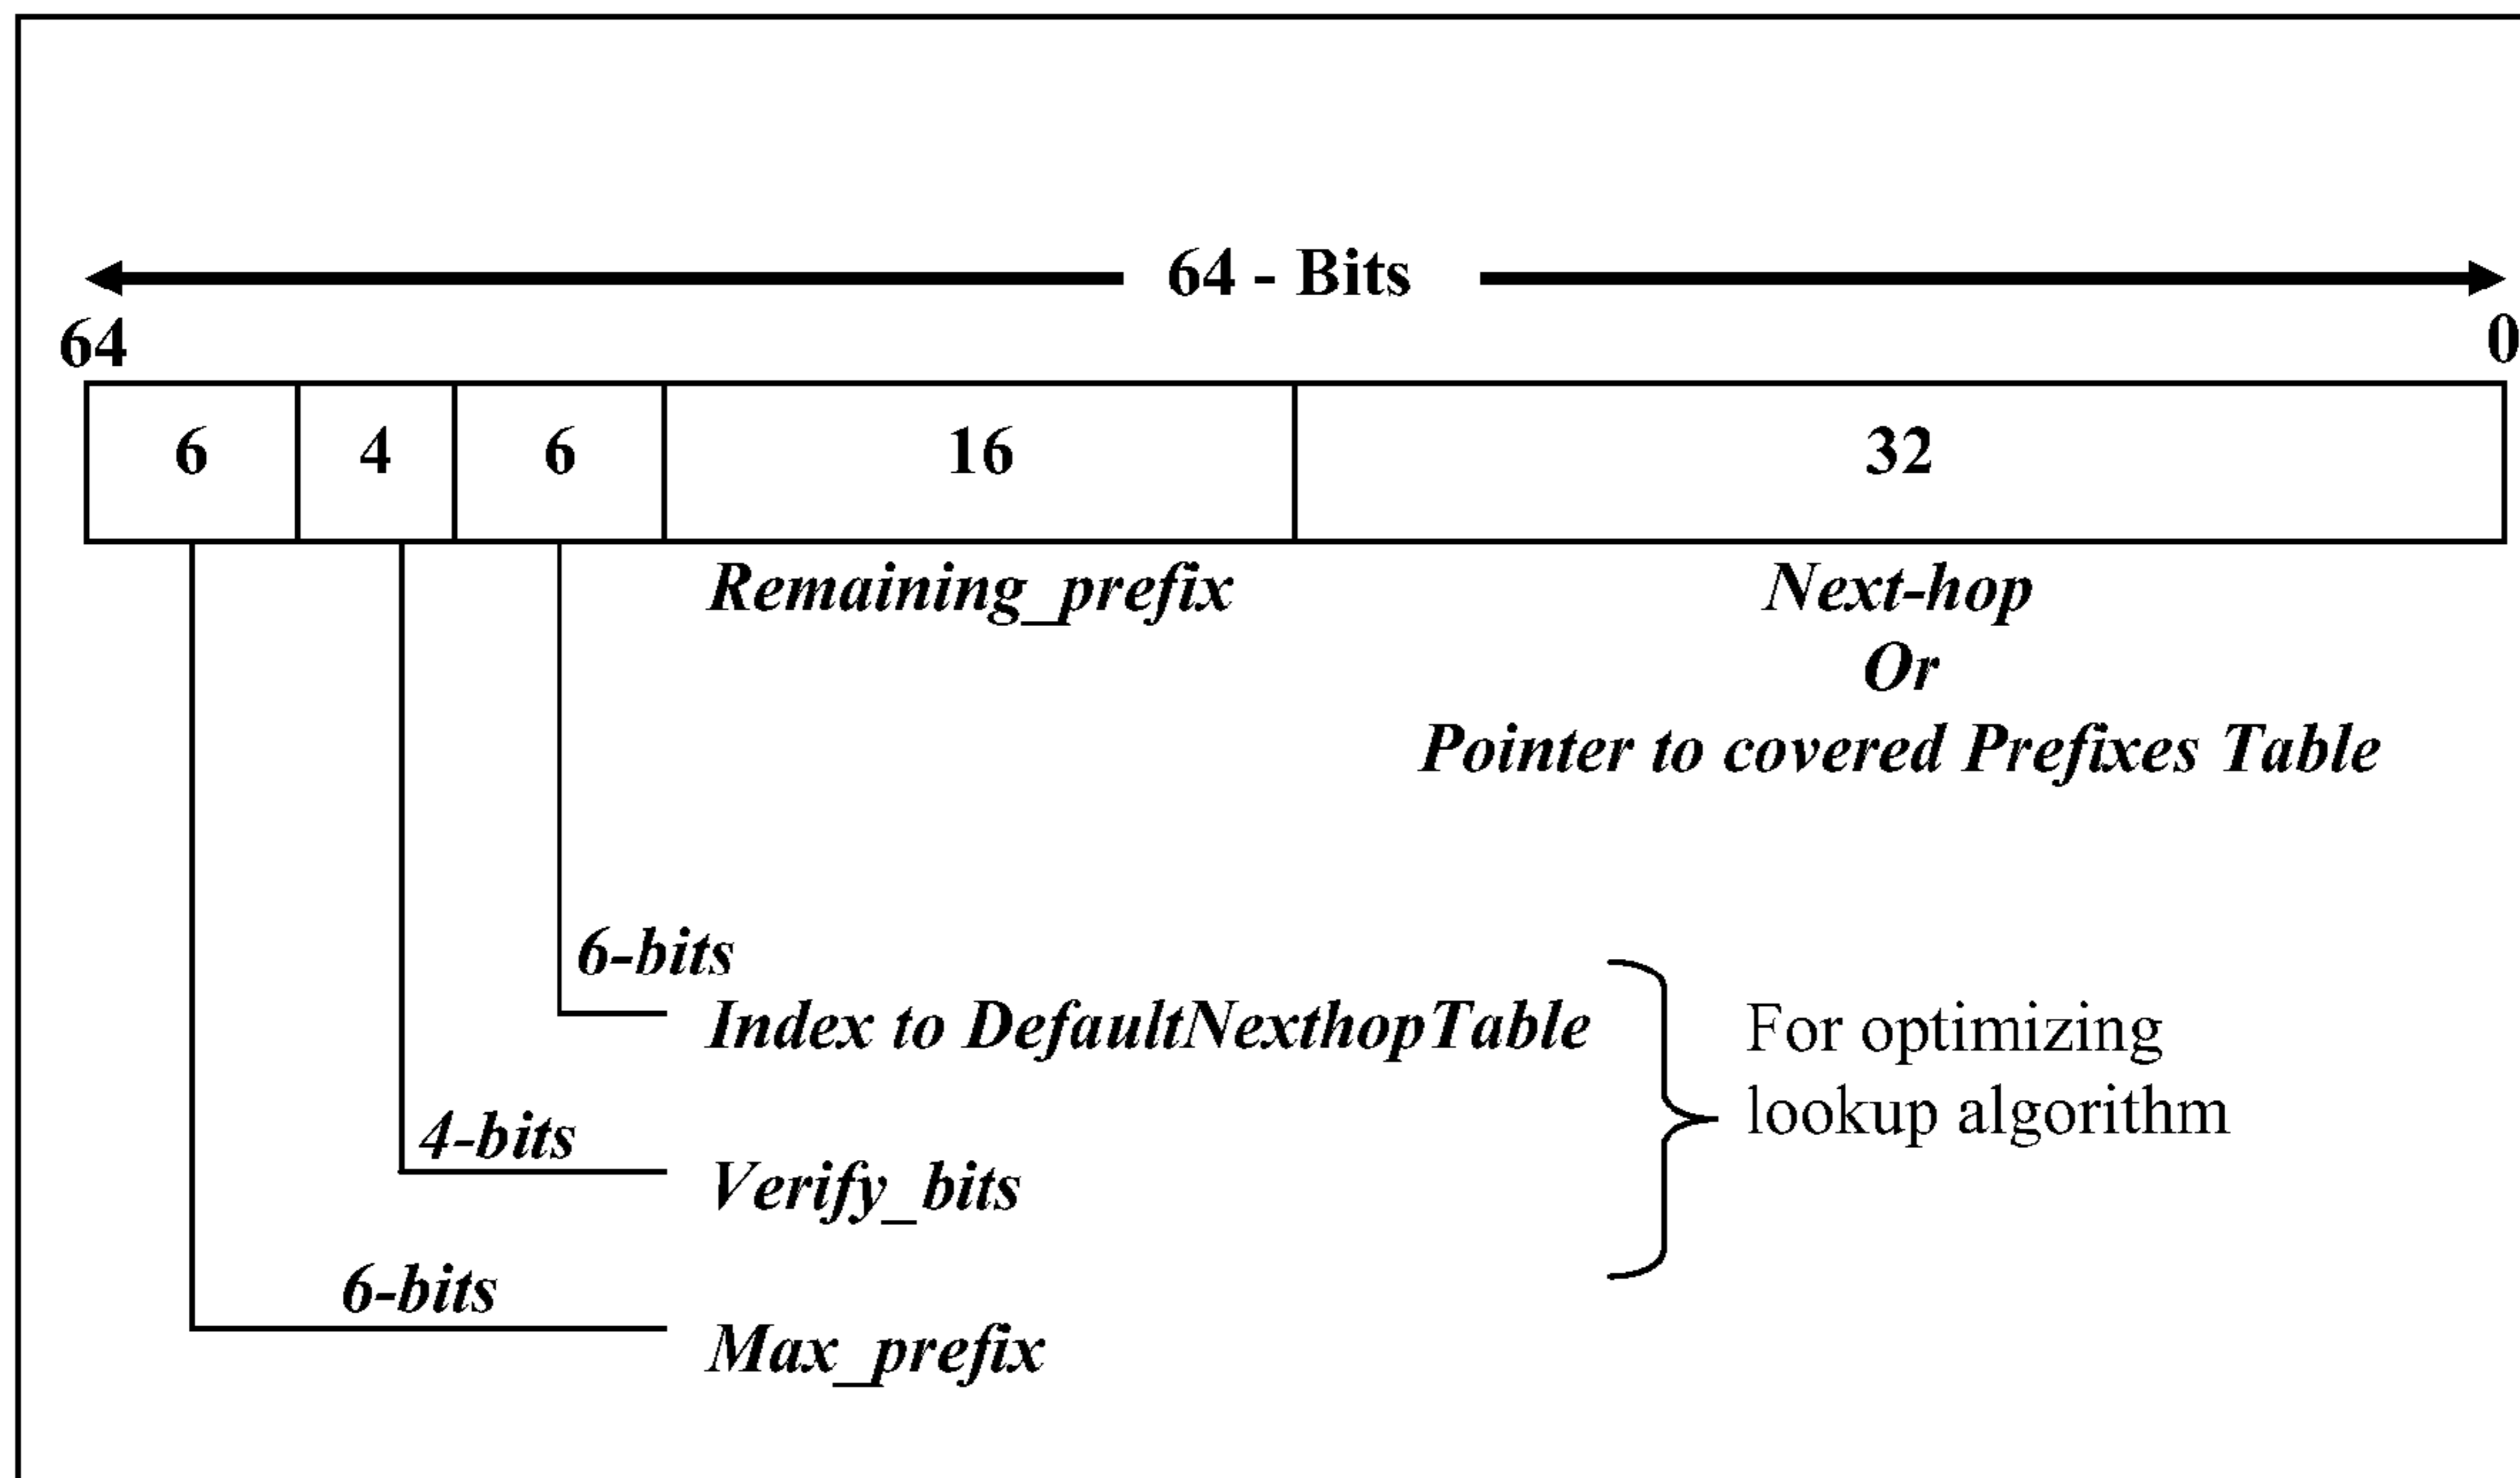 64 - Bits
64
0
6
4
6
16
32
Remaining_prefix
Next-hop
Or
Pointer to covered Prefixes Table
6-bits
Index to DefaultNexthopTable
For optimizing
lookup algorithm
4-bits
Verify_bits
6-bits
Max_prefix